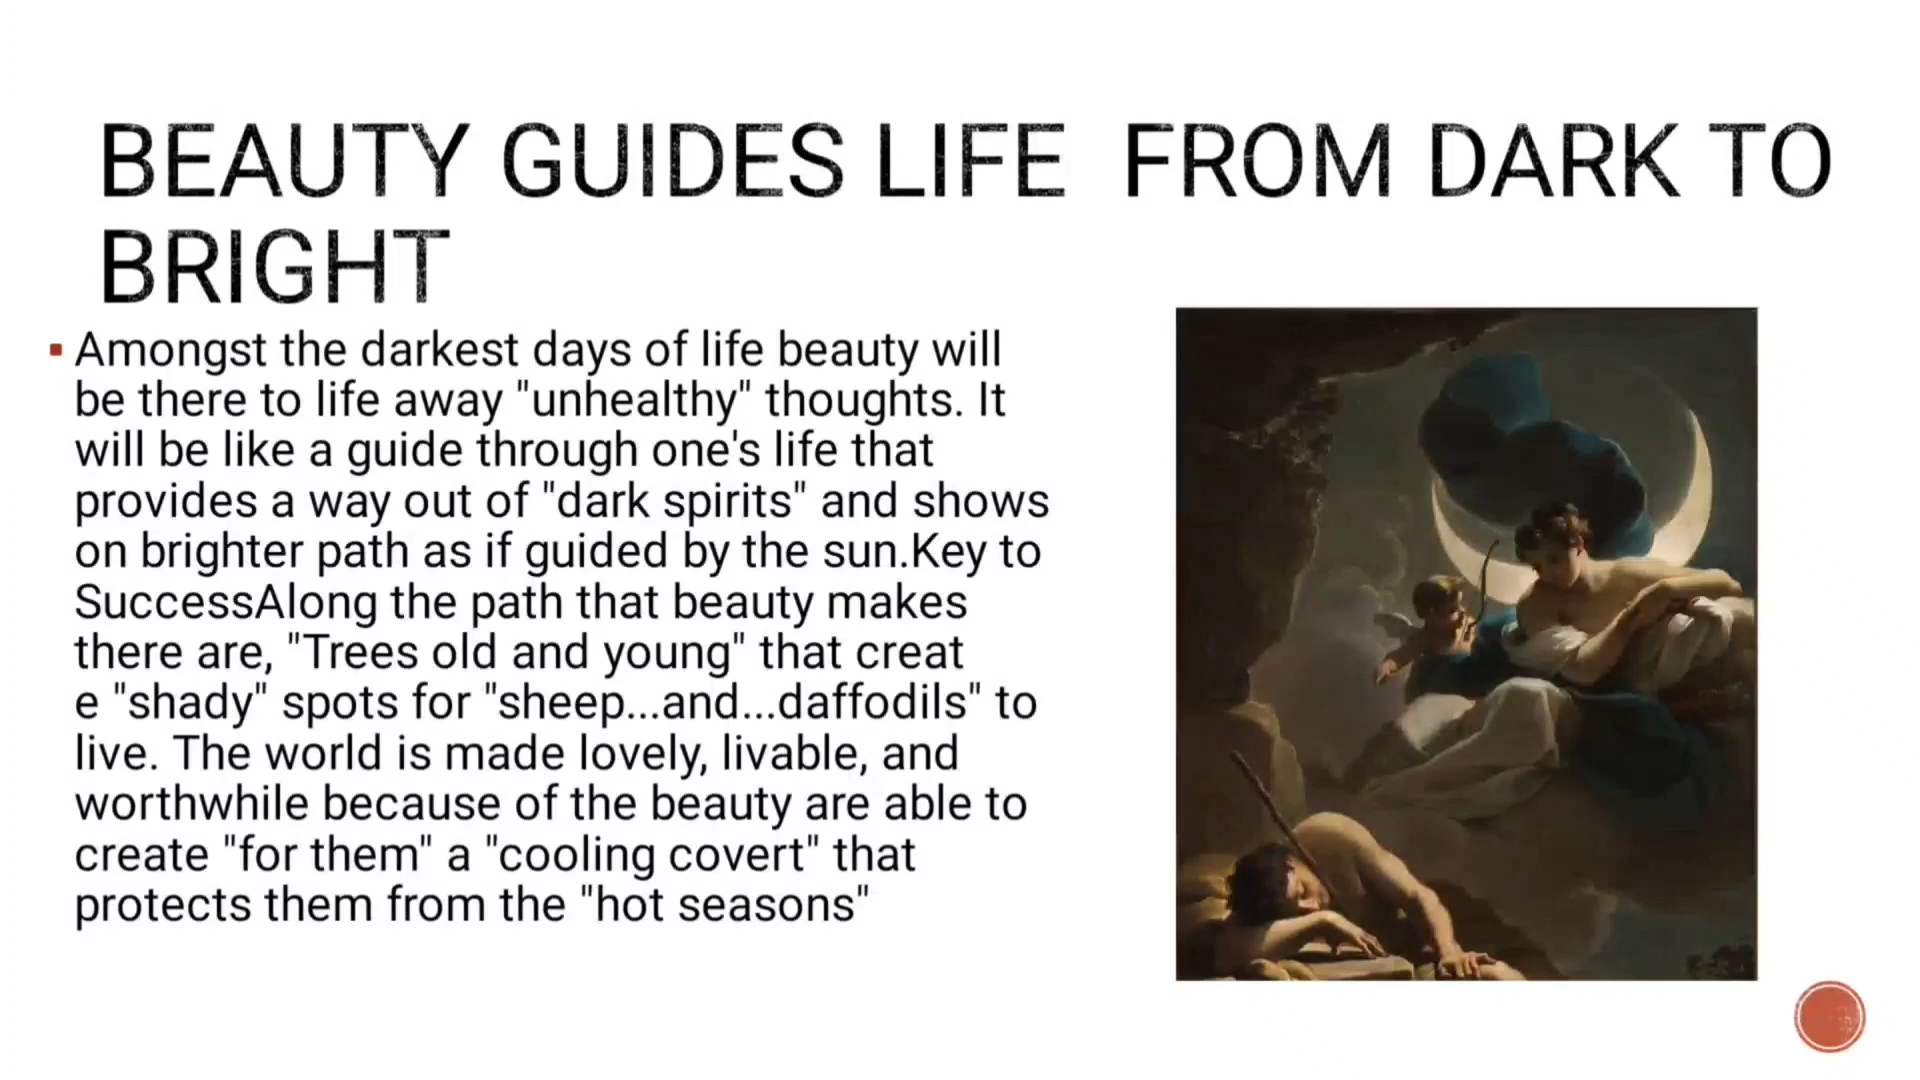 BEAUTY GUIDES LIFE  FROM DARK TO
BRIGHT
Amongst the darkest days of life beauty will
be there to life away "unhealthy" thoughts. It
will be like a guide through one's life that
provides a way out of "dark spirits" and shows
on brighter path as if guided by the sun.Key to
SuccessAlong the path that beauty makes
there are, "Trees old and young" that creat
e "shady" spots for "sheep...and...daffodils" to
live. The world is made lovely, livable, and
worthwhile because of the beauty are able to
create "for them" a "cooling covert" that
protects them from the "hot seasons"